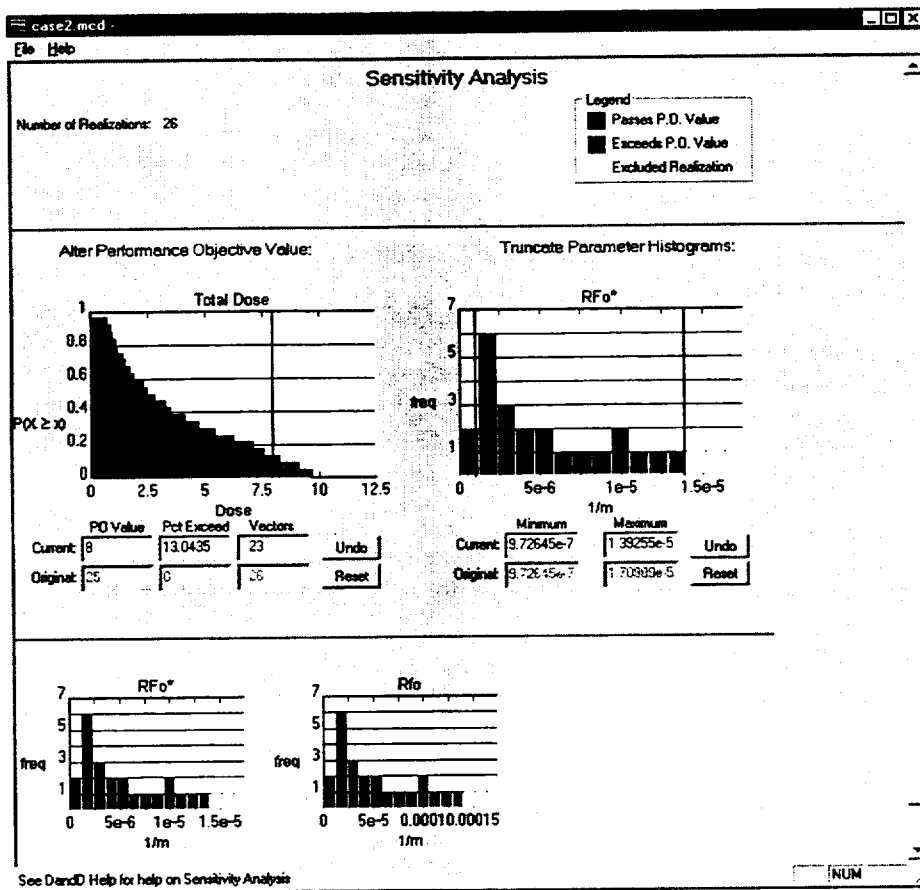 case2.mcd -
File Help
Sensitivity Analysis
Number of Realizations: 26
Legend
Passes P.O. Value
Exceeds P.O. Value
Excluded Realization
Alter Performance Objective Value:
Truncate Parameter Histograms:
Total Dose
1
0.8
0.6
0.4
0.2
0
P(X ≥ x)
0 2.5 5 7.5 10 12.5
Dose
RFo*
7
5
3
1
freq
0 5e-6 1e-5 1.5e-5
1/m
PO Value Pct Exceed Vectors
Current: 8 13.0435 23 Undo
Original: 25 0 26 Reset
Minimum Maximum
Current: 9.72645e-7 1.39255e-5 Undo
Original: 9.72645e-7 1.70989e-5 Reset
RFo*
7
5
3
1
freq
0 5e-6 1e-5 1.5e-5
1/m
Rfo
7
5
3
1
freq
0 5e-5 0.0001 0.00015
1/m
See DandD Help for help on Sensitivity Analysis
NUM